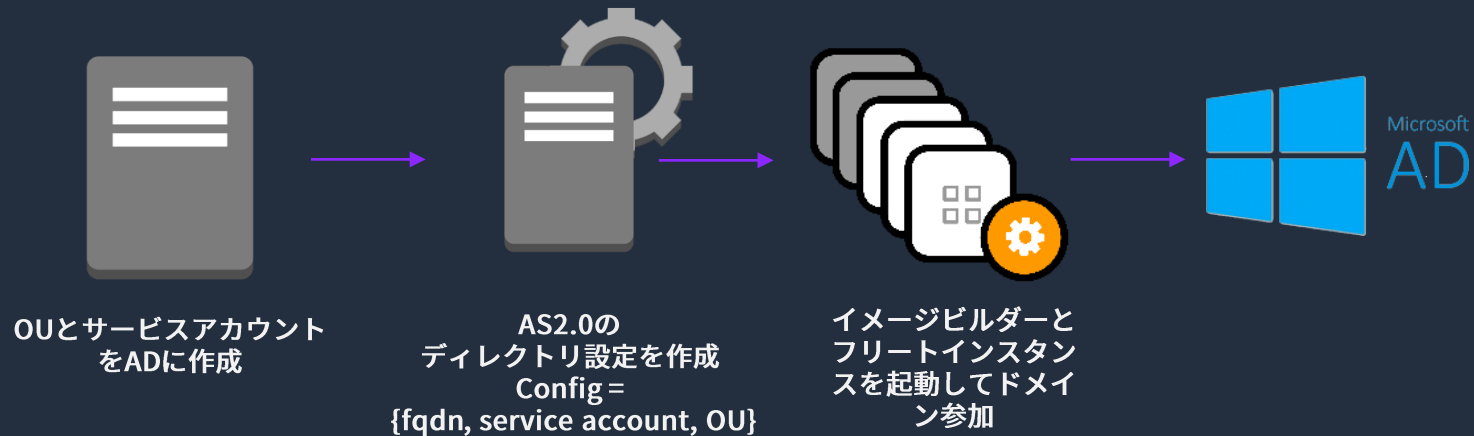 OUとサービスアカウント
をADに作成
AS2.0の
ディレクトリ設定を作成
Config＝
{fqdn, service account, OU}
イメージビルダーと
フリートインスタン
スを起動してドメイ
ン参加
Microsoft
AD